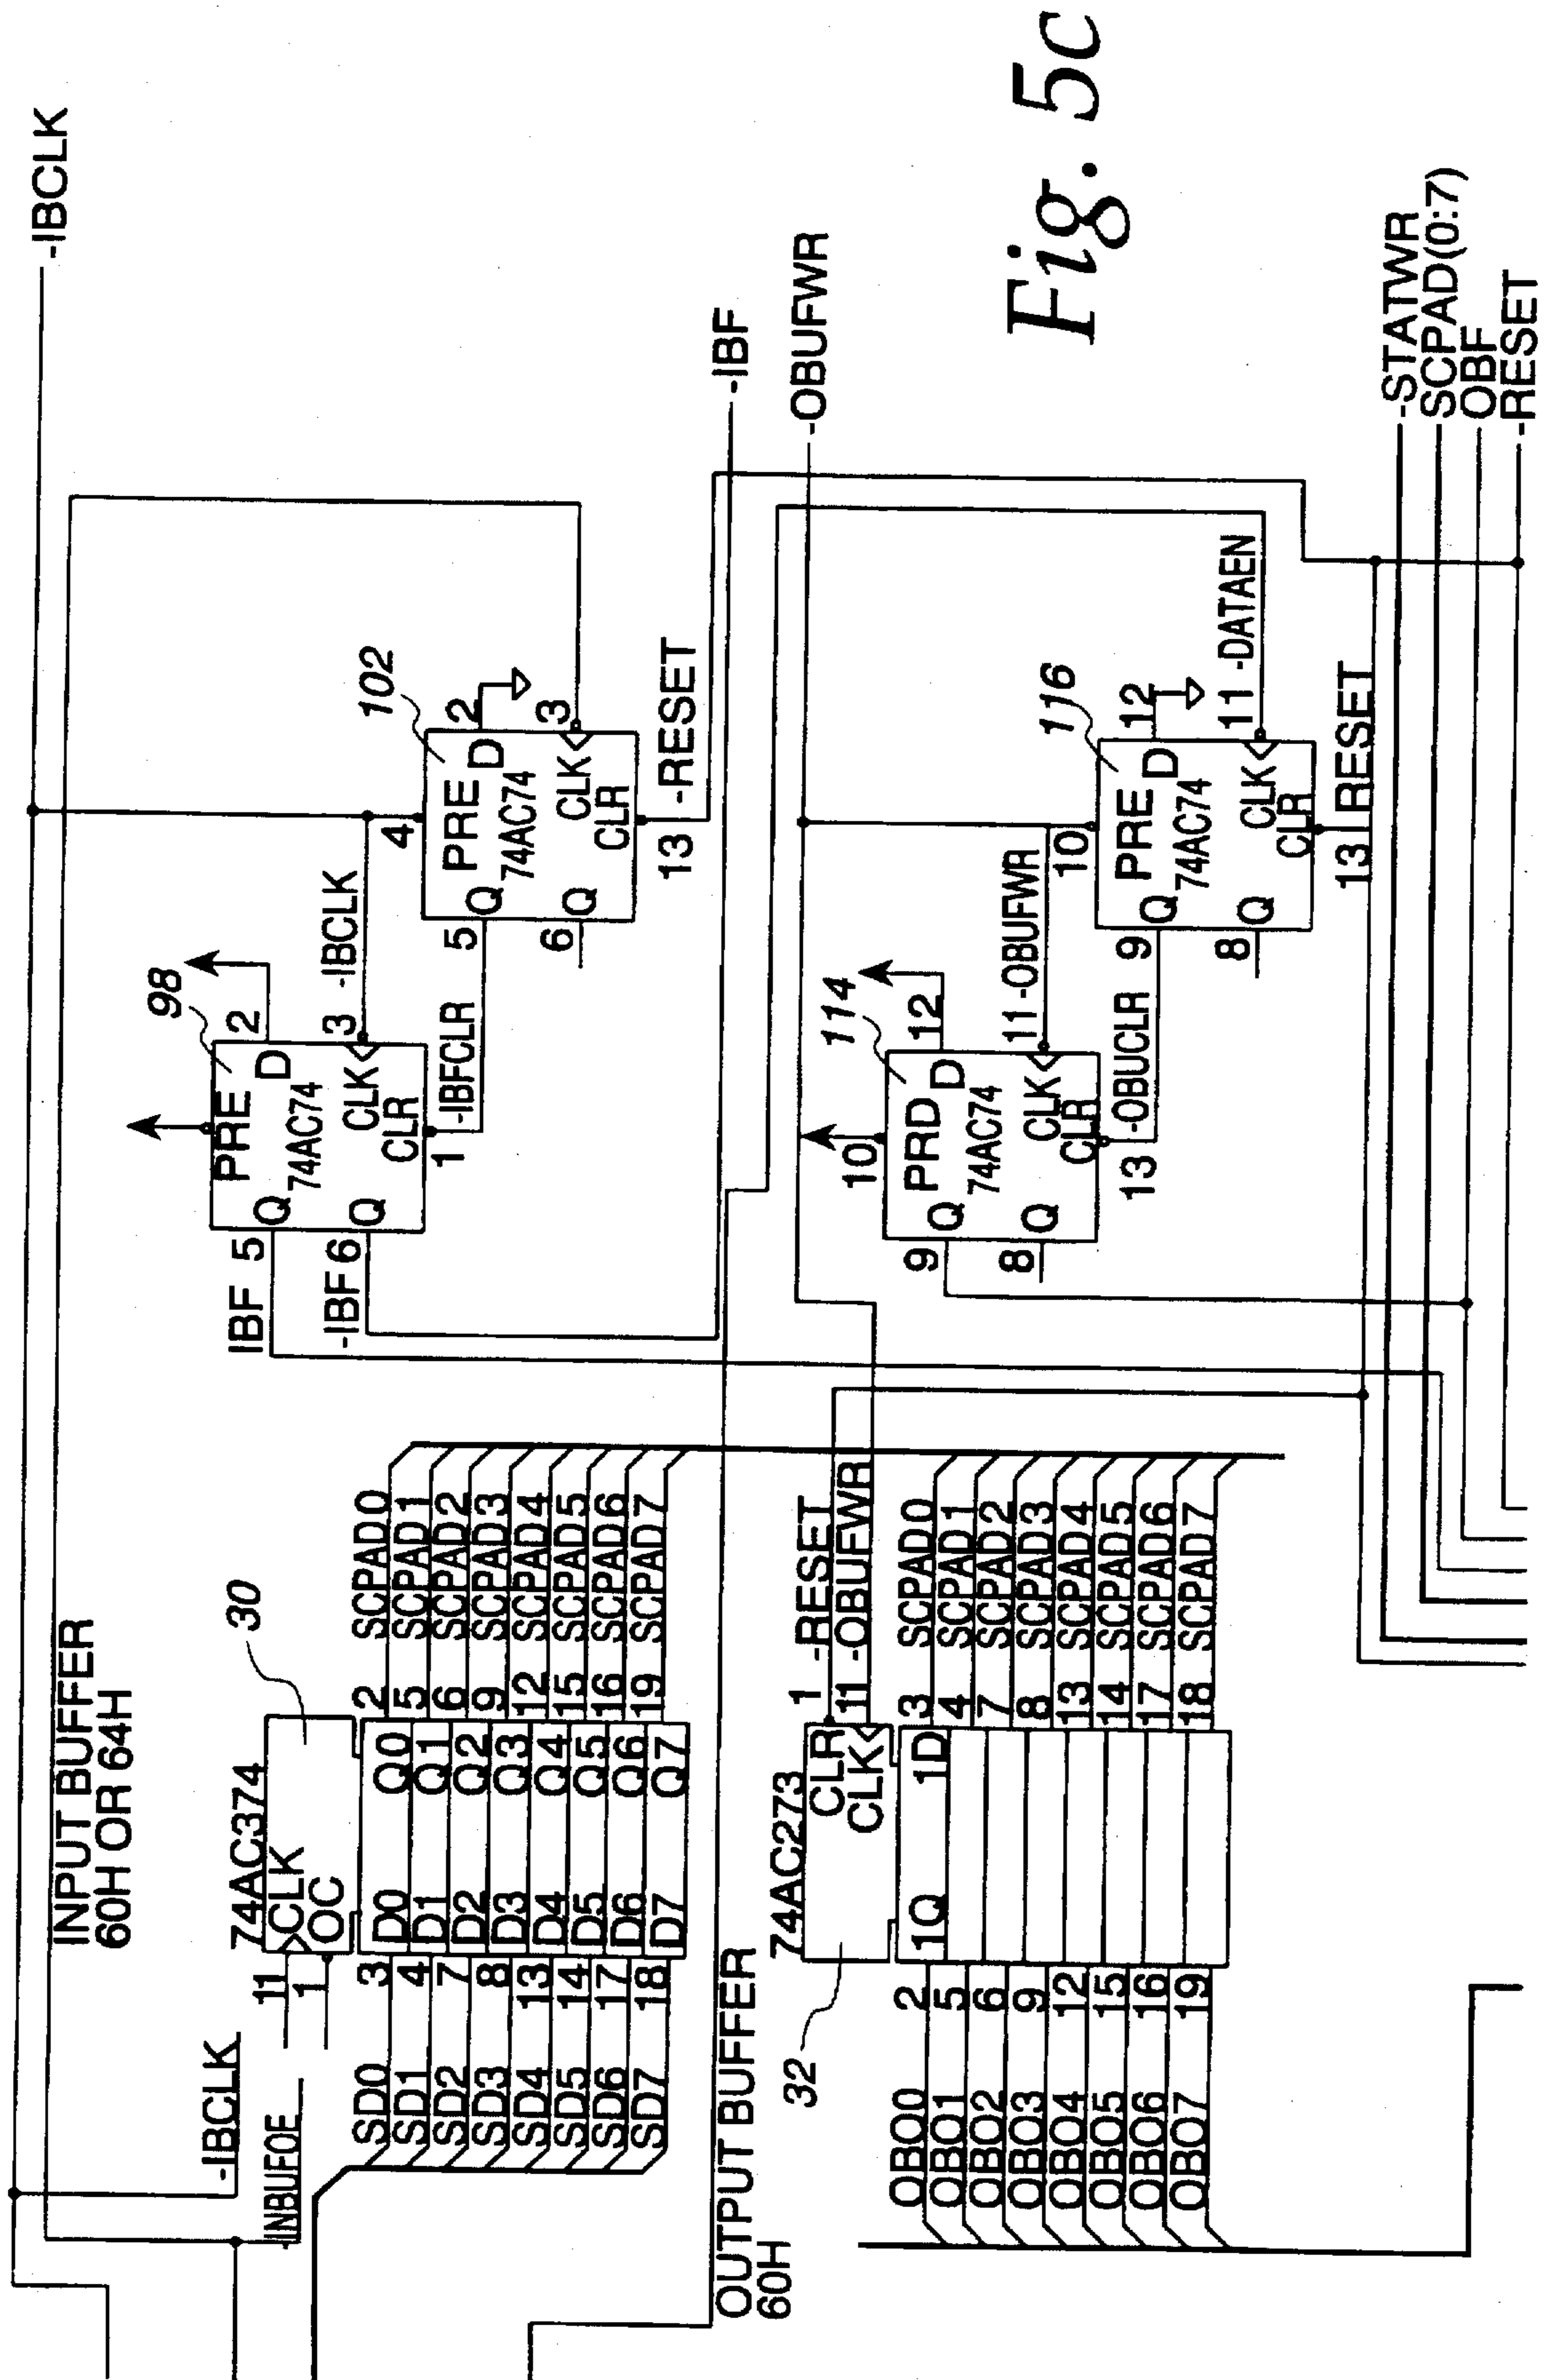 -IBCLK
INPUT BUFFER
60H OR 64H
-IBCLK
-INBUFOE
74AC374
30
11
CLK
1
OC
SD0 3 D0 Q0 2 SCPAD0
SD1 4 D1 Q1 5 SCPAD1
SD2 7 D2 Q2 6 SCPAD2
SD3 8 D3 Q3 9 SCPAD3
SD4 13 D4 Q4 12 SCPAD4
SD5 14 D5 Q5 15 SCPAD5
SD6 17 D6 Q6 16 SCPAD6
SD7 18 D7 Q7 19 SCPAD7
98
PRE
IBF 5 Q D 2
74AC74
-IBF 6 Q CLK 3 -IBCLK
CLR
1 -IBFCLR
102
4
PRE
5 Q D 2
74AC74
6 Q CLK 3
CLR
13 -RESET
-IBF
OUTPUT BUFFER
60H
-OBUFWR
74AC273
32
CLR 1 -RESET
CLK 11 -OBUFWR
OBO0 2 1Q 1D 3 SCPAD0
OBO1 5 4 SCPAD1
OBO2 6 7 SCPAD2
OBO3 9 8 SCPAD3
OBO4 12 13 SCPAD4
OBO5 15 14 SCPAD5
OBO6 16 17 SCPAD6
OBO7 19 18 SCPAD7
114
10
PRD
9 Q D 12
74AC74
8 Q CLK 11 -OBUFWR
CLR
13 -OBUCLR
116
10
PRE
9 Q D 12
74AC74
8 Q CLK 11 -DATAEN
CLR
13 RESET
-STATWR
SCPAD(0:7)
OBF
-RESET
Fig. 5c